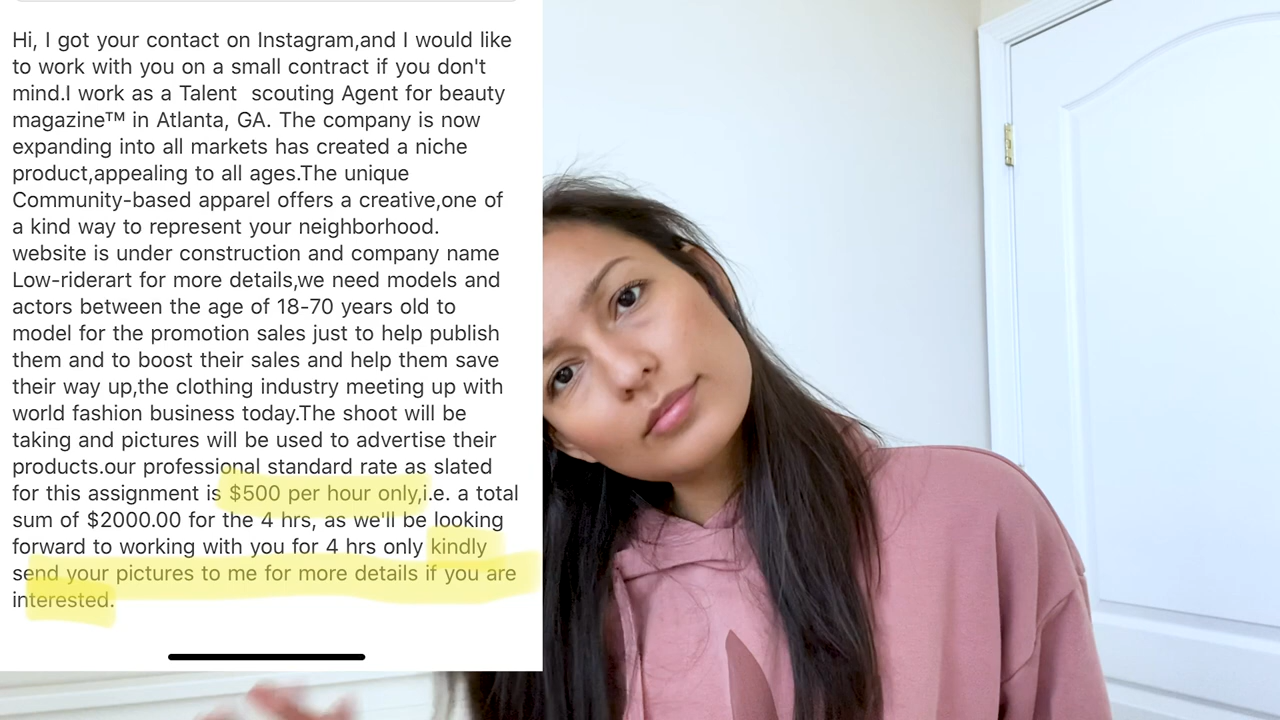 Hi, I got your contact on Instagram,and I would like
to work with you on a small contract if you don't
mind.I work as a Talent  scouting Agent for beauty
magazine™ in Atlanta, GA. The company is now
expanding into all markets has created a niche
product,appealing to all ages.The unique
Community-based apparel offers a creative,one of
a kind way to represent your neighborhood.
website is under construction and company name
Low-riderart for more details,we need models and
actors between the age of 18-70 years old to
model for the promotion sales just to help publish
them and to boost their sales and help them save
their way up,the clothing industry meeting up with
world fashion business today.The shoot will be
taking and pictures will be used to advertise their
products.our professional standard rate as slated
for this assignment is $500 per hour only,i.e. a total
sum of $2000.00 for the 4 hrs, as we'll be looking
forward to working with you for 4 hrs only kindly
send your pictures to me for more details if you are
interested.